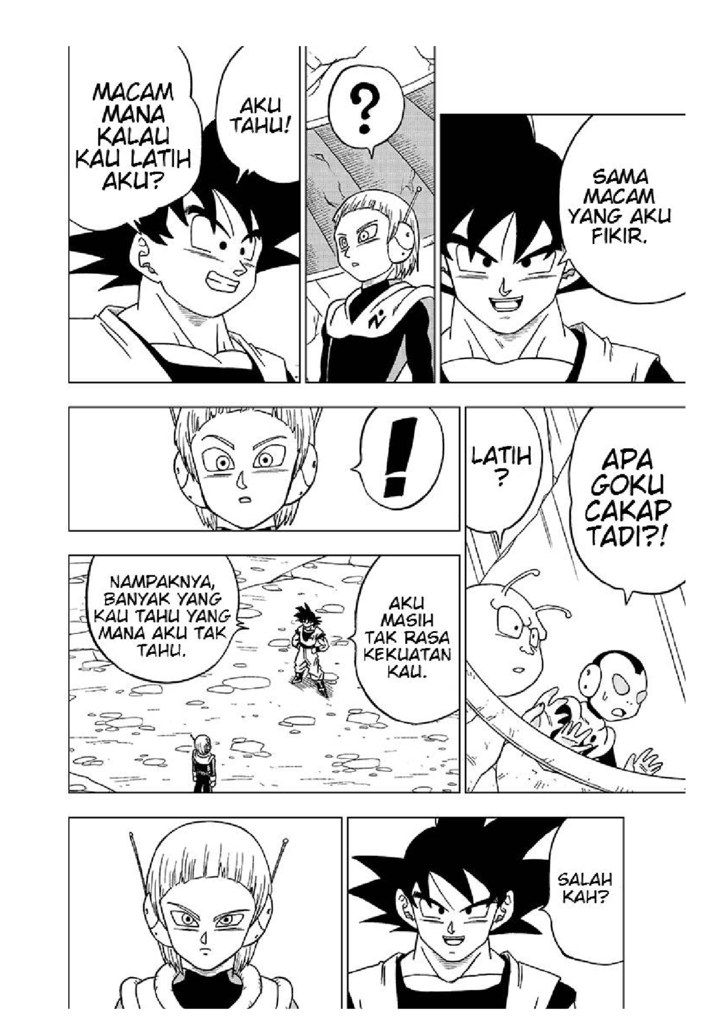 SAMA
MACAM
YANG AKU
FIKIR.
?
AKU
TAHU!
MACAM
MANA
KALAU
KAU LATIH
AKU?
APA
GOKU
CAKAP
TADI?!
LATIH
?
!
AKU
MASIH
TAK RASA
KEKUATAN
KAU.
NAMPAKNYA,
BANYAK YANG
KAU TAHU YANG
MANA AKU TAK
TAHU.
SALAH
KAH?